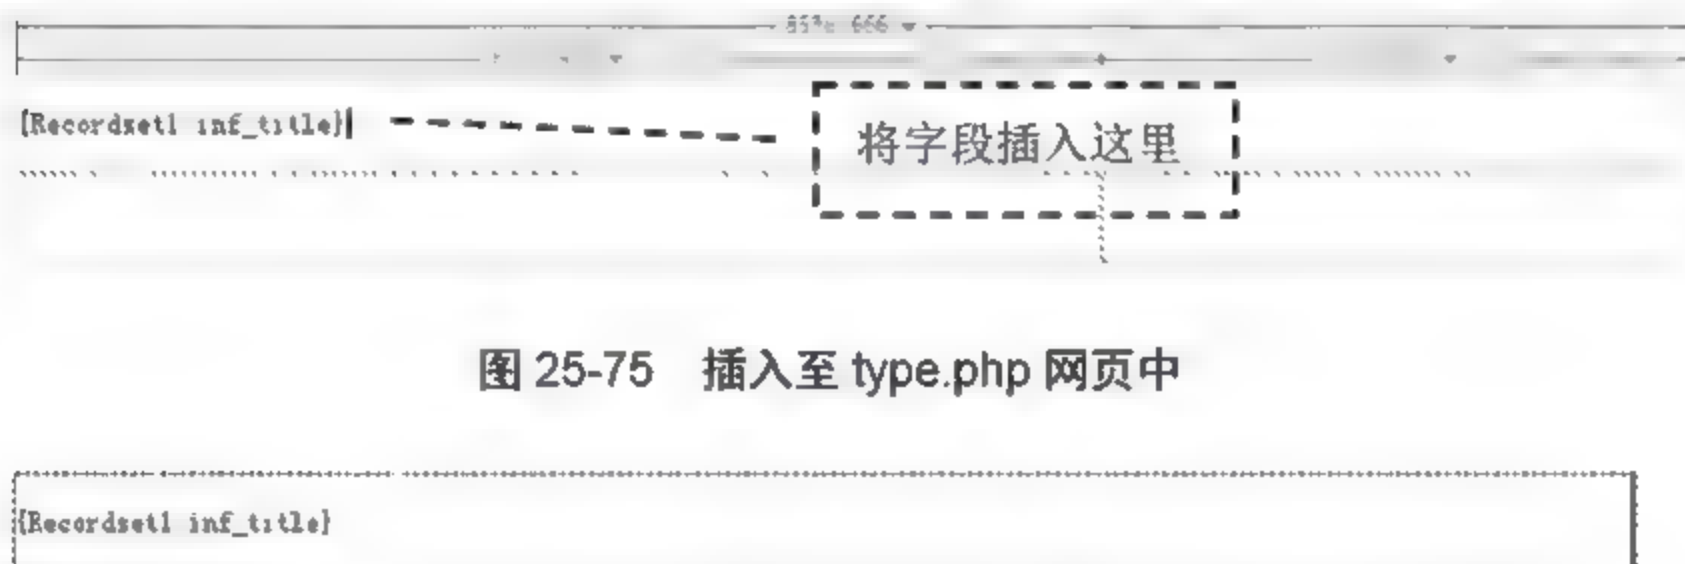 {Recordset1 inf_title}
将字段插入这里
图 25-75 插入至 type.php 网页中
{Recordset1 inf_title}